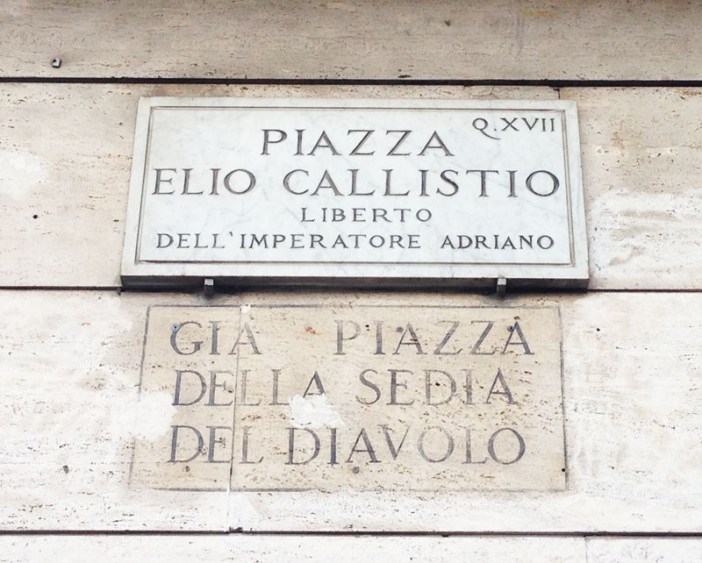 Q.XVII
PIAZZA
ELIO CALLISTIO
LIBERTO
DELL'IMPERATORE ADRIANO
GIA PIAZZA
DELLA SEDIA
DEL DIAVOLO